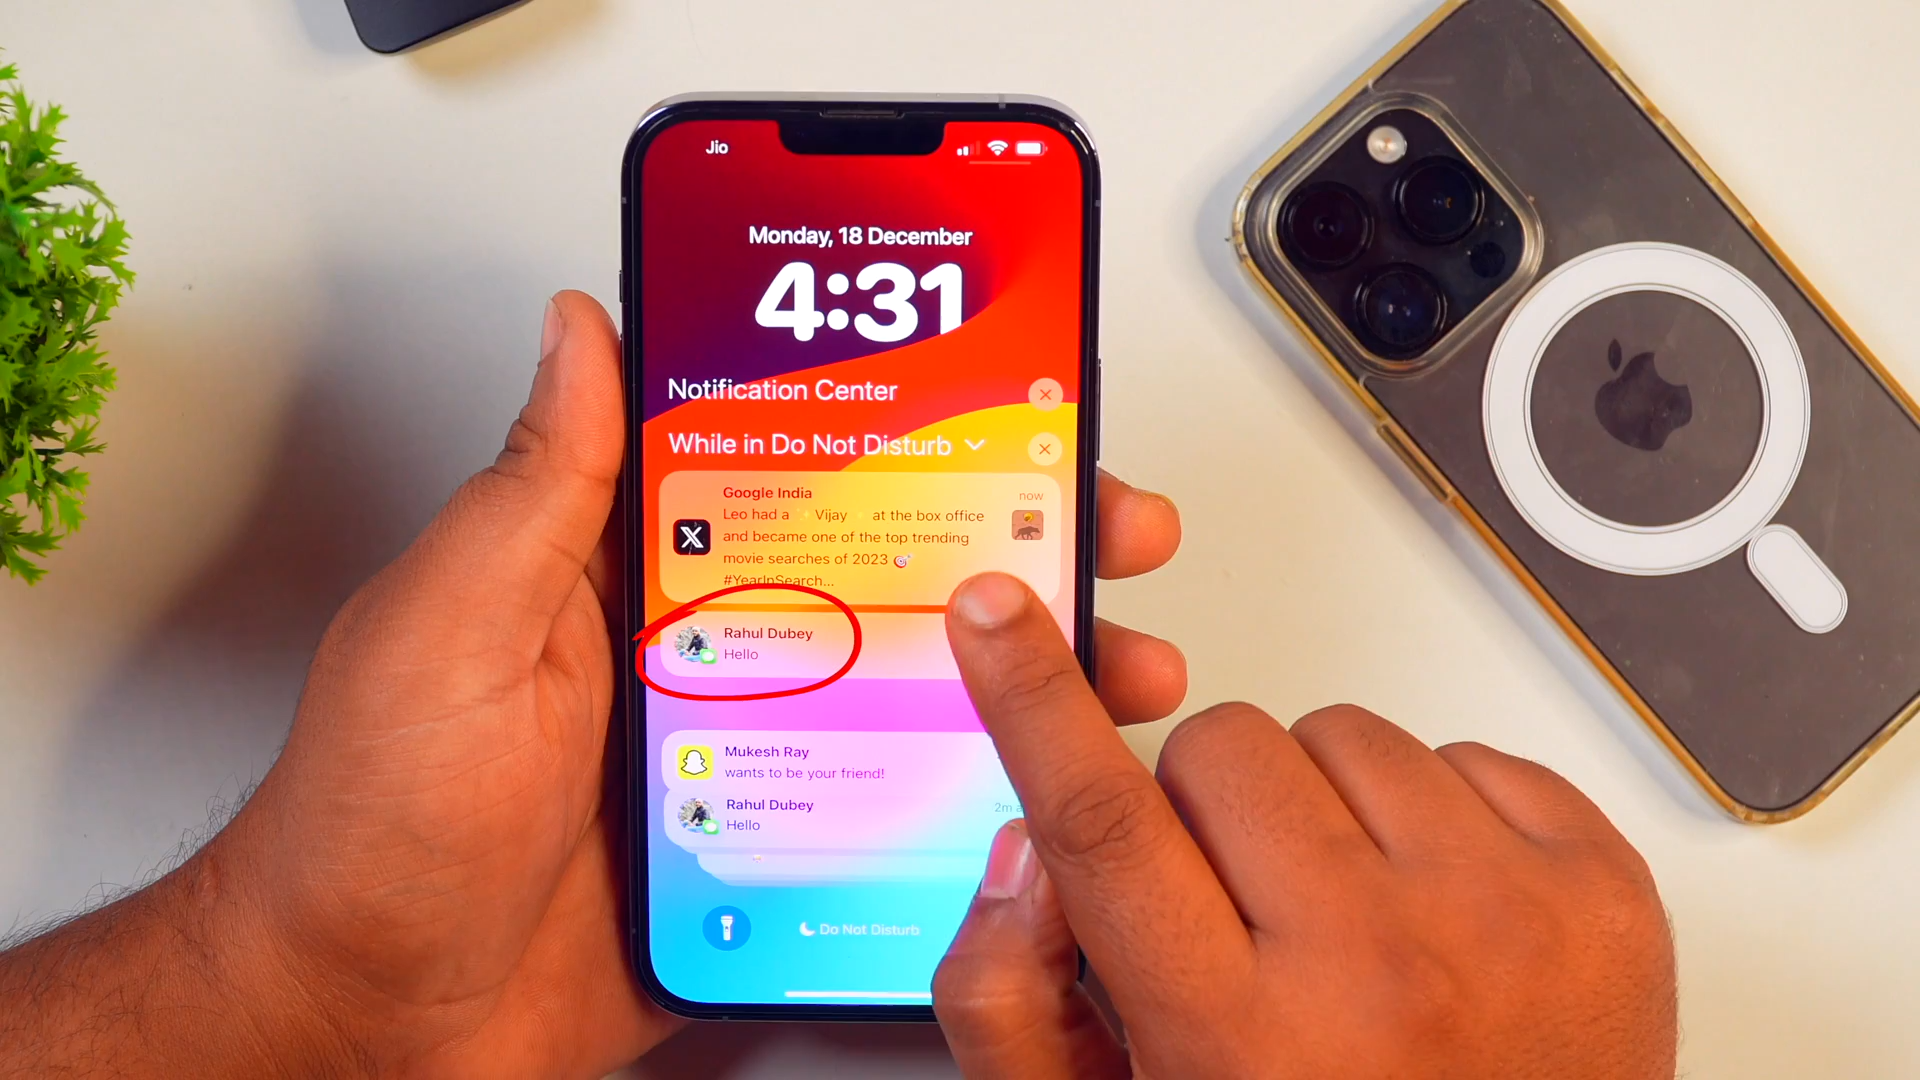 Jio
Monday, 18 December
4:31
Notification Center
While in Do Not Disturb
Google India
now
Leo had a ✨ Vijay ✨ at the box office
and became one of the top trending
movie searches of 2023 🎯
#YearInSearch...
Rahul Dubey
Hello
Mukesh Ray
wants to be your friend!
Rahul Dubey
2m
Hello
Do Not Disturb